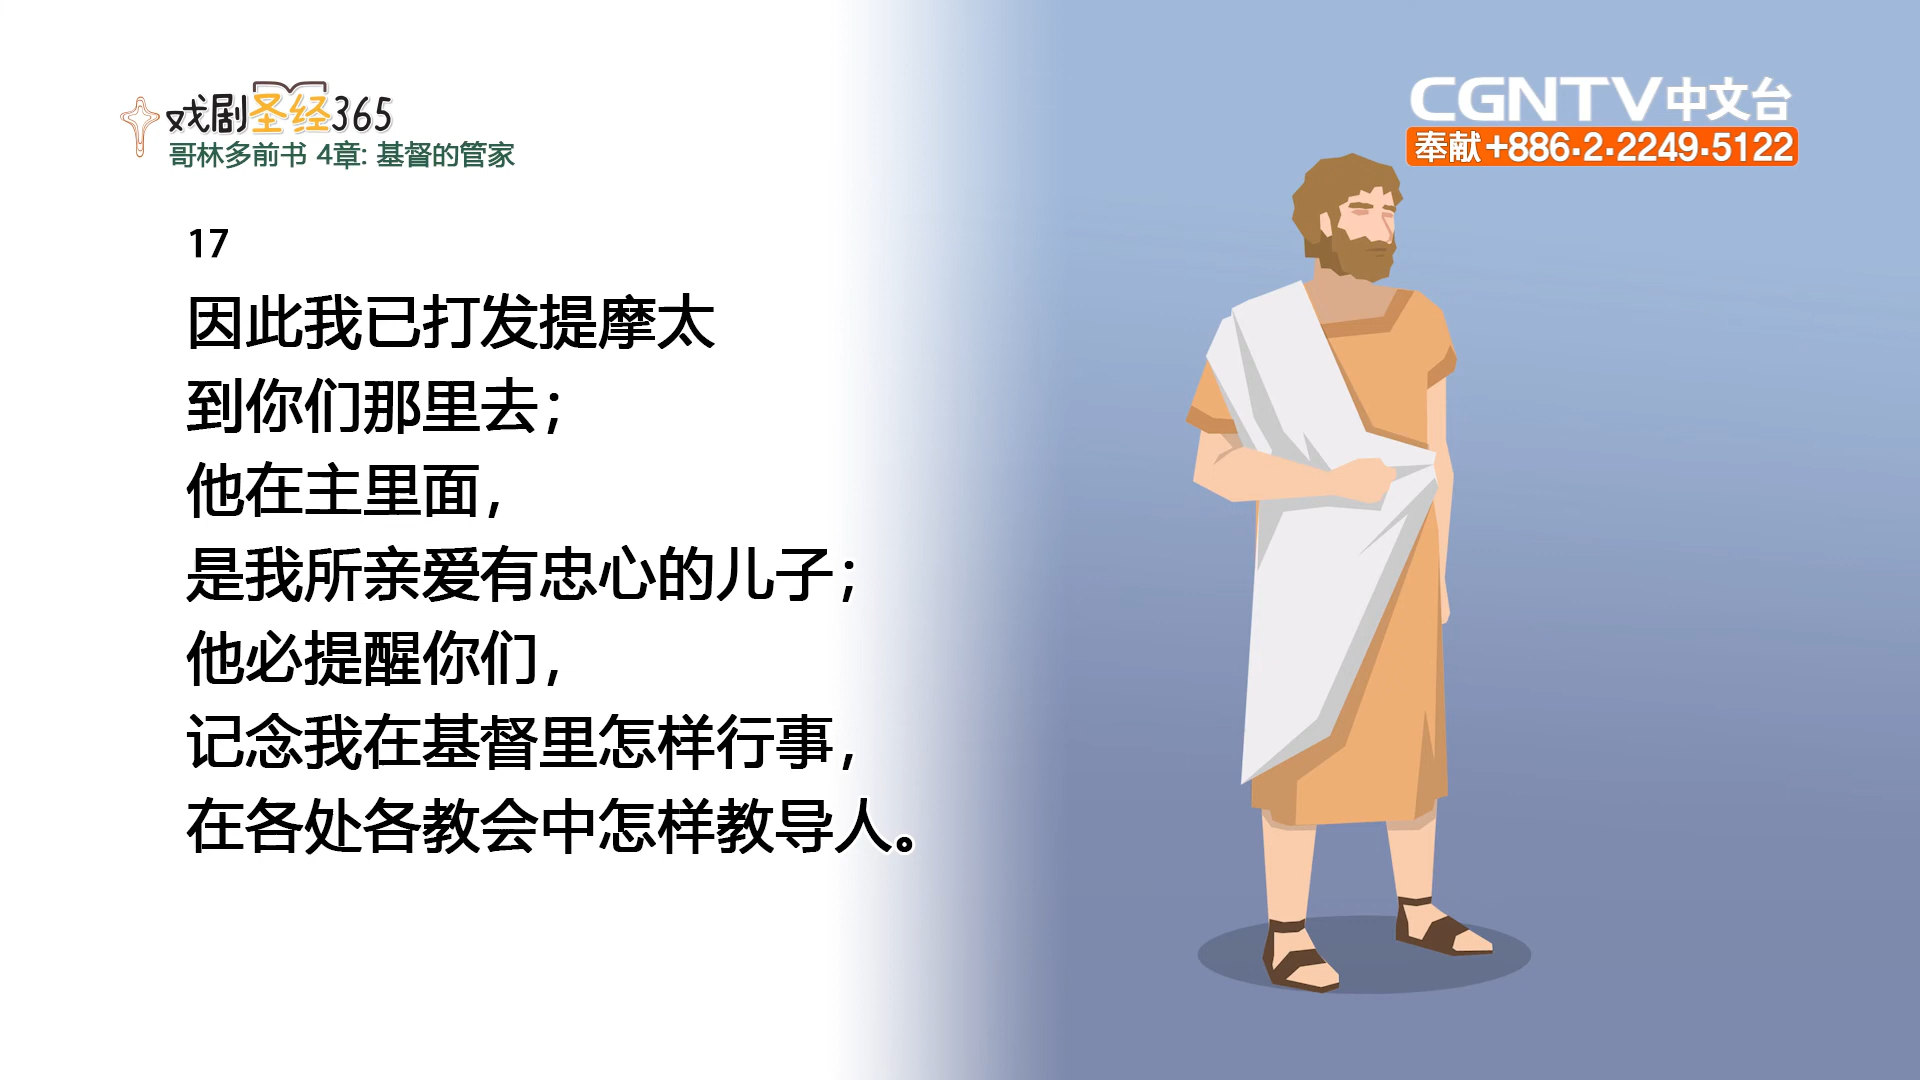 戏剧圣经365
哥林多前书 4章: 基督的管家
CGNTV中文台
奉献+886·2·2249·5122
17
因此我已打发提摩太
到你们那里去；
他在主里面，
是我所亲爱有忠心的儿子；
他必提醒你们，
记念我在基督里怎样行事，
在各处各教会中怎样教导人。